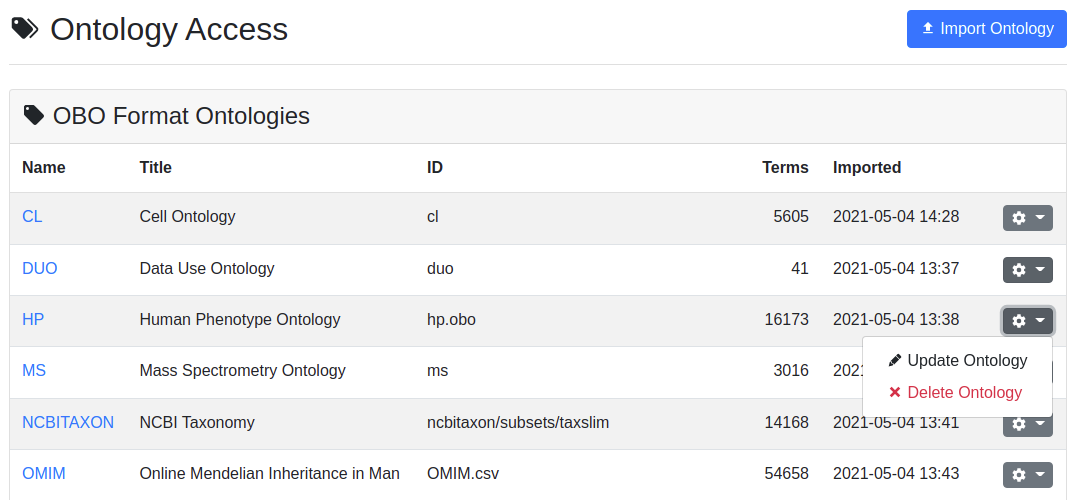 Ontology Access
Import Ontology
OBO Format Ontologies
Name Title ID Terms Imported
CL Cell Ontology cl 5605 2021-05-04 14:28
DUO Data Use Ontology duo 41 2021-05-04 13:37
HP Human Phenotype Ontology hp.obo 16173 2021-05-04 13:38
Update Ontology
MS Mass Spectrometry Ontology ms 3016 2021
Delete Ontology
NCBITAXON NCBI Taxonomy ncbitaxon/subsets/taxslim 14168 2021-05-04 13:41
OMIM Online Mendelian Inheritance in Man OMIM.csv 54658 2021-05-04 13:43